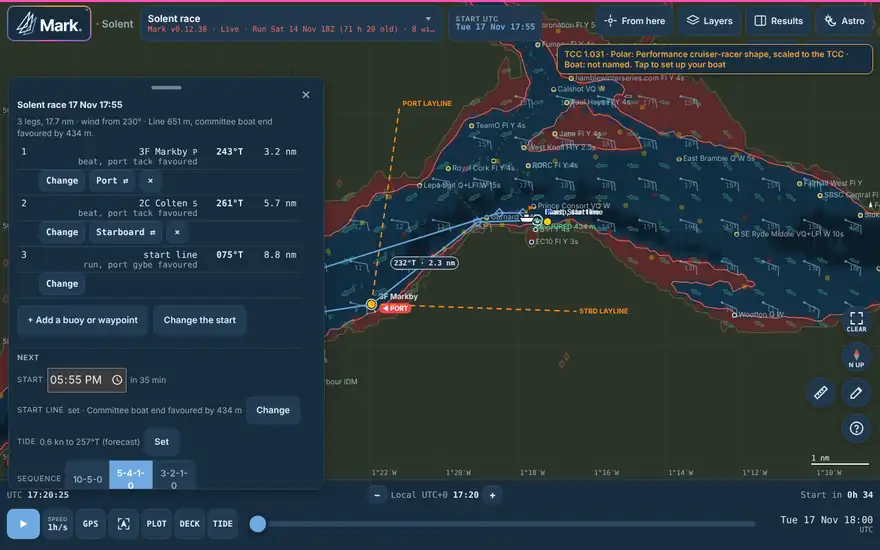 Mark.
· Solent
Solent race
Mark v0.12.38 · Live · Run Sat 14 Nov 18Z (71 h 20 old) · 8 wi…
START UTC
Tue 17 Nov 17:55
From here
Layers
Results
Astro
TCC 1.031 · Polar: Performance cruiser-racer shape, scaled to the TCC ·
Boat: not named. Tap to set up your boat
hamblewinterseries.com Fl Y 4s
Calshot VQ W
PORT LAYLINE
TeamO Fl Y 4s
Jane Fl Y 4s
East Bramble Q W 5s
Royal Cork Fl Y 4s
RORC Fl Y 4s
Prince Consort VQ W
EC10 Fl Y 3s
SE Ryde Middle VQ+LFl W 10s
Wootton Q W
232°T · 2.3 nm
3F Markby
◀ PORT
STBD LAYLINE
Solent race 17 Nov 17:55
3 legs, 17.7 nm · wind from 230° · Line 651 m, committee boat end
favoured by 434 m.
1 3F Markby P 243°T 3.2 nm
beat, port tack favoured
Change Port ⇄ ×
2 2C Colten S 261°T 5.7 nm
beat, port tack favoured
Change Starboard ⇄ ×
3 start line 075°T 8.8 nm
run, port gybe favoured
Change
+ Add a buoy or waypoint
Change the start
NEXT
START 05:55 PM in 35 min
START LINE set · Committee boat end favoured by 434 m Change
TIDE 0.6 kn to 257°T (forecast) Set
SEQUENCE 10-5-0 5-4-1-0 3-2-1-0
CLEAR
N UP
1 nm
1°22'W 1°20'W 1°18'W 1°16'W 1°14'W 1°12'W 1°10'W
UTC 17:20:25
− Local UTC+0 17:20 +
Start in 0h 34
SPEED
1h/s
GPS
PLOT
DECK
TIDE
Tue 17 Nov 18:00
UTC